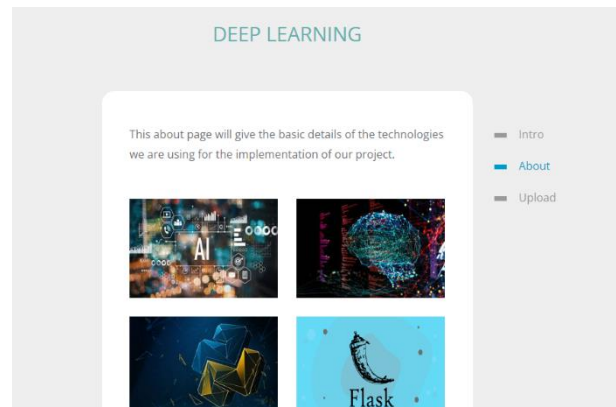 DEEP LEARNING
This about page will give the basic details of the technologies
we are using for the implementation of our project.
Intro
About
Upload
AI
Flask